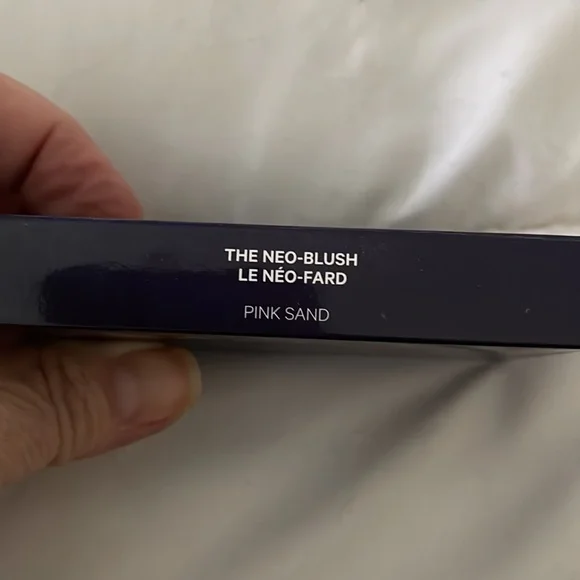 THE NEO-BLUSH
LE NÉO-FARD
PINK SAND